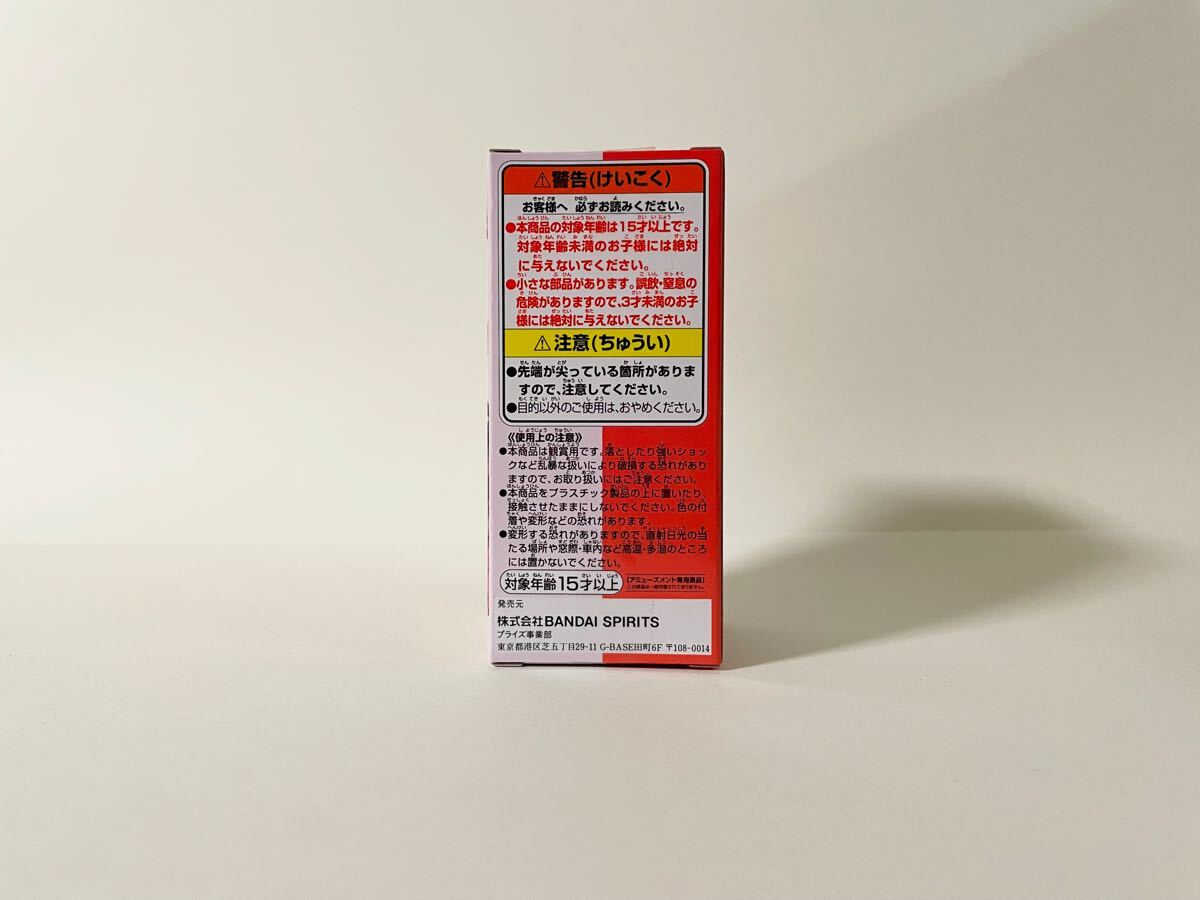 ⚠警告(けいこく)
お客様へ 必ずお読みください。
●本商品の対象年齢は15才以上です。
対象年齢未満のお子様には絶対
に与えないでください。
●小さな部品があります。誤飲・窒息の
危険がありますので、3才未満のお子
様には絶対に与えないでください。
⚠注意(ちゅうい)
●先端が尖っている箇所がありま
すので、注意してください。
●目的以外のご使用は、おやめください。
《使用上の注意》
●本商品は観賞用です。落としたり強いショッ
クなど乱暴な扱いにより破損する恐れがあり
ますので、お取り扱いにはご注意ください。
●本商品をプラスチック製品の上に置いたり、
接触させたままにしないでください。色の付
着や変形などの恐れがあります。
●変形する恐れがありますので、直射日光の当
たる場所や窓際・車内など高温・多湿のところ
には置かないでください。
対象年齢15才以上
[アミューズメント専用景品]
この商品は一般市販されておりません。
発売元
株式会社BANDAI SPIRITS
プライズ事業部
東京都港区芝五丁目29-11 G-BASE田町6F 〒108-0014